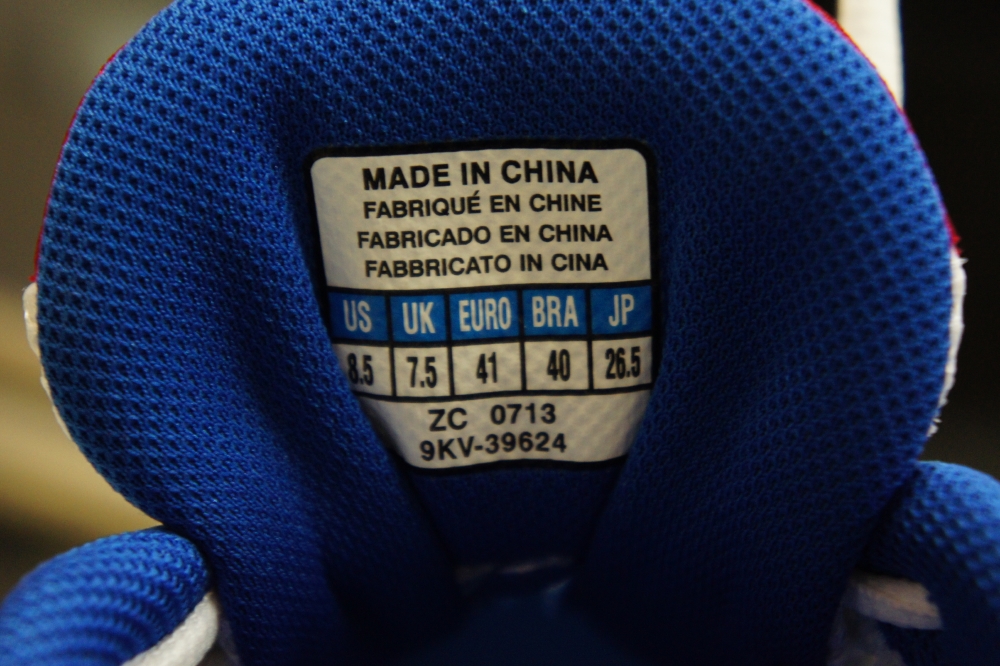 MADE IN CHINA
FABRIQUÉ EN CHINE
FABRICADO EN CHINA
FABBRICATO IN CINA
US UK EURO BRA JP
8.5 7.5 41 40 26.5
ZC 0713
9KV-39624